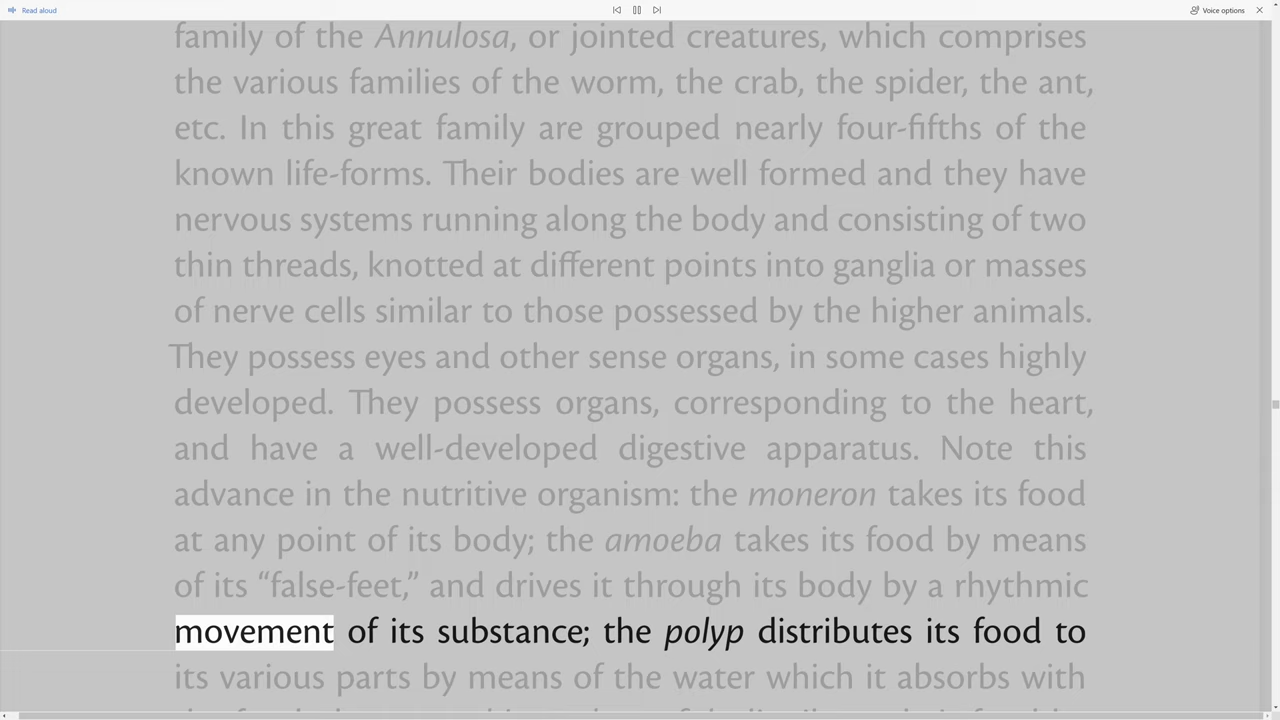 Read aloud
Voice options
family of the Annulosa, or jointed creatures, which comprises
the various families of the worm, the crab, the spider, the ant,
etc. In this great family are grouped nearly four-fifths of the
known life-forms. Their bodies are well formed and they have
nervous systems running along the body and consisting of two
thin threads, knotted at different points into ganglia or masses
of nerve cells similar to those possessed by the higher animals.
They possess eyes and other sense organs, in some cases highly
developed. They possess organs, corresponding to the heart,
and have a well-developed digestive apparatus. Note this
advance in the nutritive organism: the moneron takes its food
at any point of its body; the amoeba takes its food by means
of its “false-feet,” and drives it through its body by a rhythmic
movement of its substance; the polyp distributes its food to
its various parts by means of the water which it absorbs with